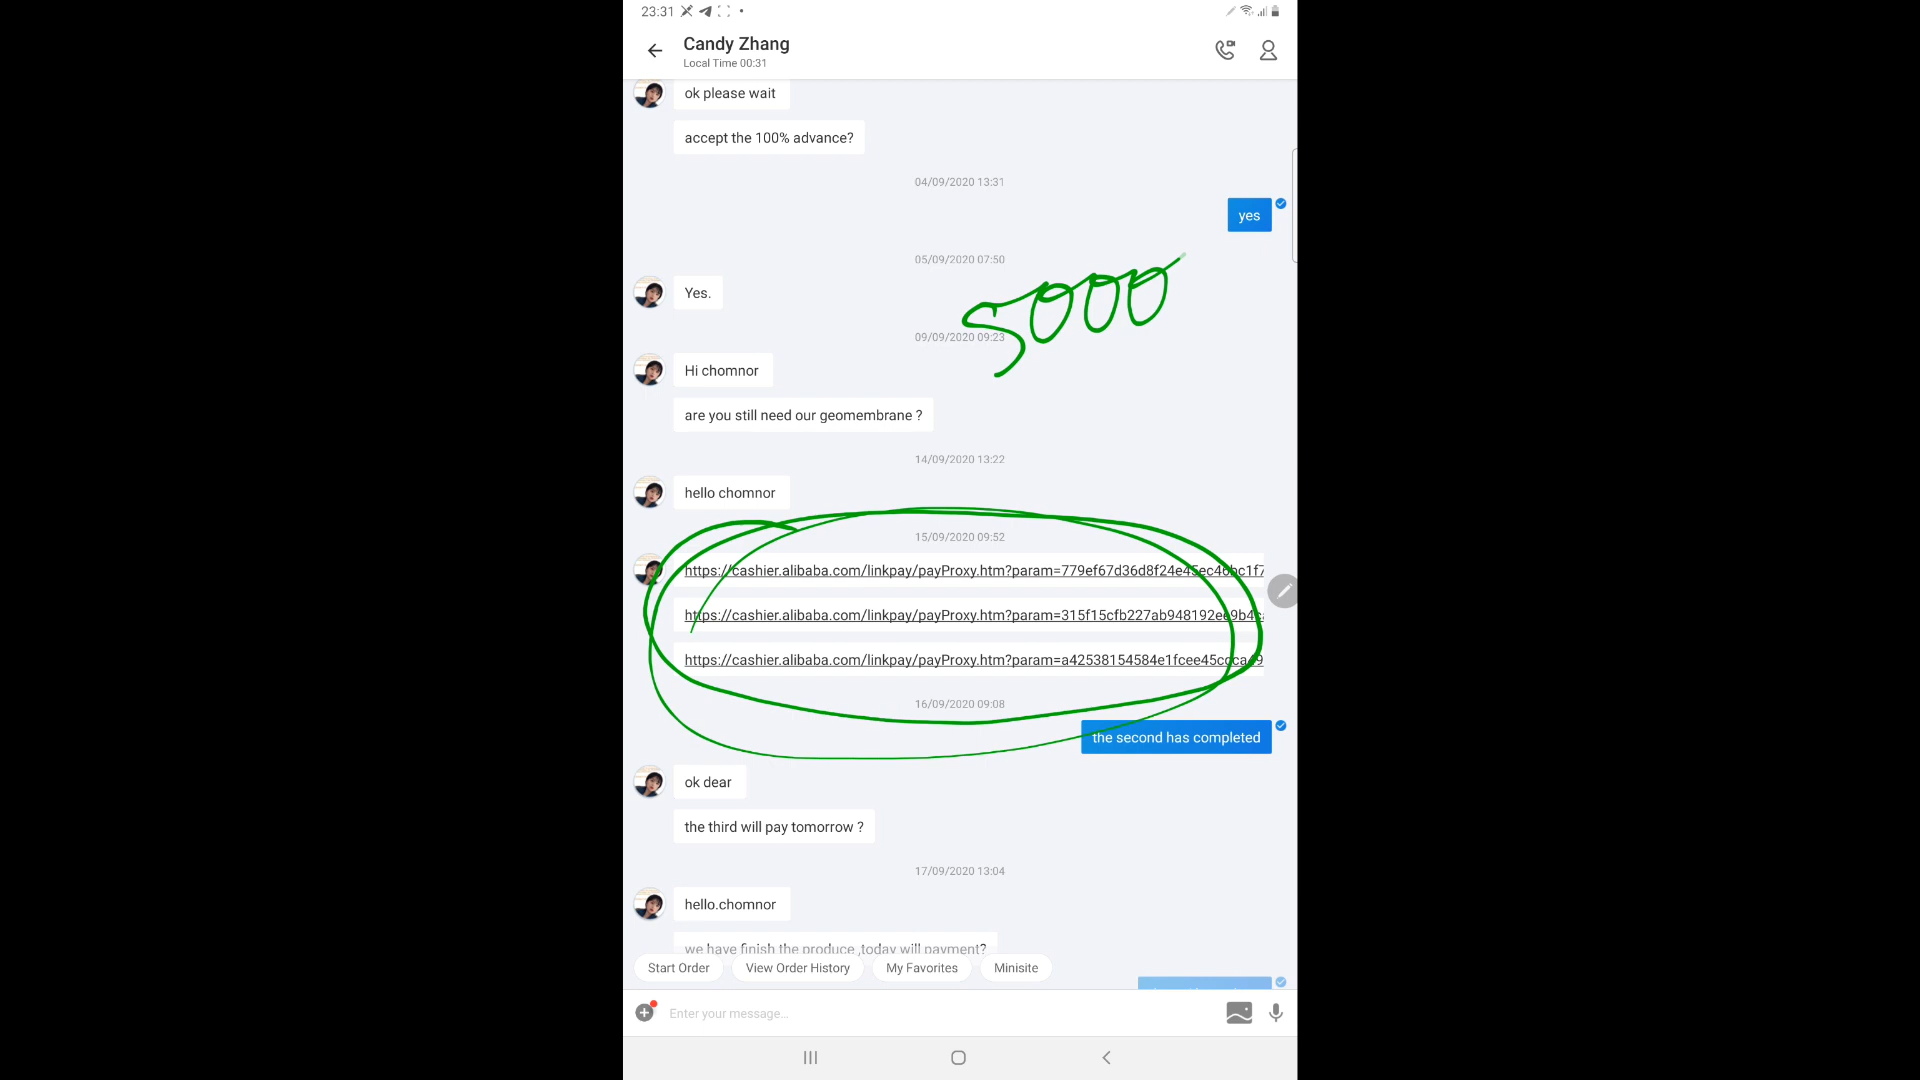 23:31
Candy Zhang
Local Time 00:31
ok please wait
accept the 100% advance?
04/09/2020 13:31
yes
05/09/2020 07:50
Yes.
5000
09/09/2020 09:23
Hi chomnor
are you still need our geomembrane ?
14/09/2020 13:22
hello chomnor
15/09/2020 09:52
https://cashier.alibaba.com/linkpay/payProxy.htm?param=779ef67d36d8f24e45ec46bc1f7
https://cashier.alibaba.com/linkpay/payProxy.htm?param=315f15cfb227ab948192ee9b4
https://cashier.alibaba.com/linkpay/payProxy.htm?param=a42538154584e1fcee45ccca49
16/09/2020 09:08
the second has completed
ok dear
the third will pay tomorrow ?
17/09/2020 13:04
hello.chomnor
we have finish the produce ,today will payment?
Start Order View Order History My Favorites Minisite
Enter your message...